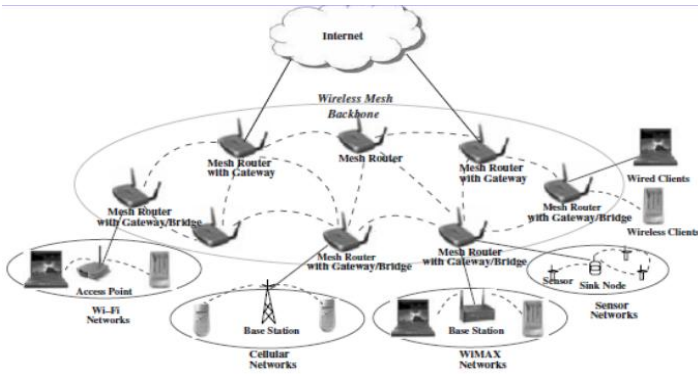 Internet
Wireless Mesh
Backbone
Mesh Router
with Gateway
Mesh Router
Mesh Router
with Gateway
Wired Clients
Mesh Router
with Gateway/Bridge
Mesh Router
with Gateway/Bridge
Wireless Clients
Mesh Router
with Gateway/Bridge
Mesh Router
with Gateway/Bridge
Access Point
Wi-Fi
Networks
Base Station
Cellular
Networks
Base Station
WiMAX
Networks
Sensor
Sink Node
Sensor
Networks